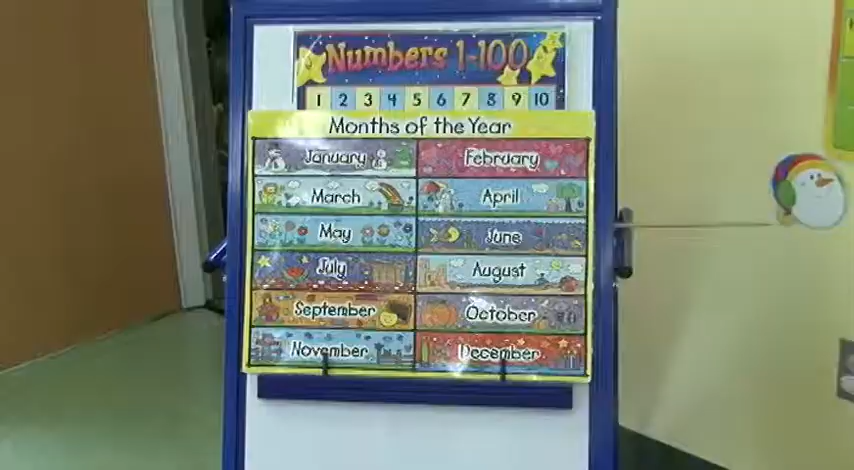 Numbers 1-100
1 2 3 4 5 6 7 8 9 10
Months of the Year
January February
March April
May June
July August
September October
November December